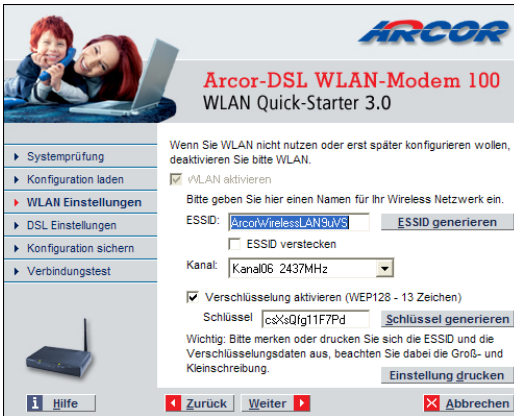 ARCOR
Arcor-DSL WLAN-Modem 100
WLAN Quick-Starter 3.0
Systemprüfung
Konfiguration laden
WLAN Einstellungen
DSL Einstellungen
Konfiguration sichern
Verbindungstest
Wenn Sie WLAN nicht nutzen oder erst später konfigurieren wollen,
deaktivieren Sie bitte WLAN.
WLAN aktivieren
Bitte geben Sie hier einen Namen für Ihr Wireless Netzwerk ein.
ESSID: ArcorWirelessLAN9uVS ESSID generieren
ESSID verstecken
Kanal: Kanal06 2437MHz
Verschlüsselung aktivieren (WEP128 - 13 Zeichen)
Schlüssel csXsQfg11F7Pd Schlüssel generieren
Wichtig: Bitte merken oder drucken Sie sich die ESSID und die
Verschlüsselungsdaten aus, beachten Sie dabei die Groß- und
Kleinschreibung.
Einstellung drucken
Hilfe Zurück Weiter Abbrechen